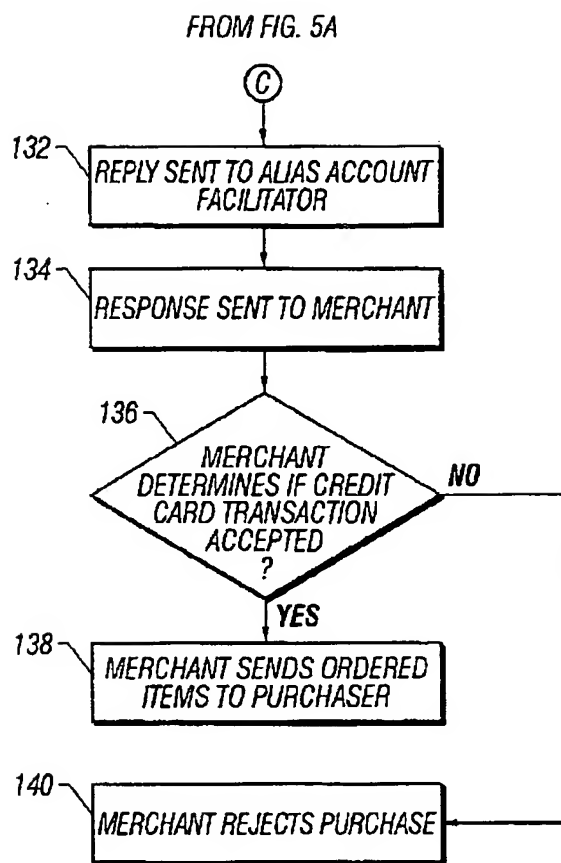 FROM FIG. 5A
C
132
REPLY SENT TO ALIAS ACCOUNT
FACILITATOR
134
RESPONSE SENT TO MERCHANT
136
MERCHANT
DETERMINES IF CREDIT
CARD TRANSACTION
ACCEPTED
?
NO
YES
138
MERCHANT SENDS ORDERED
ITEMS TO PURCHASER
140
MERCHANT REJECTS PURCHASE